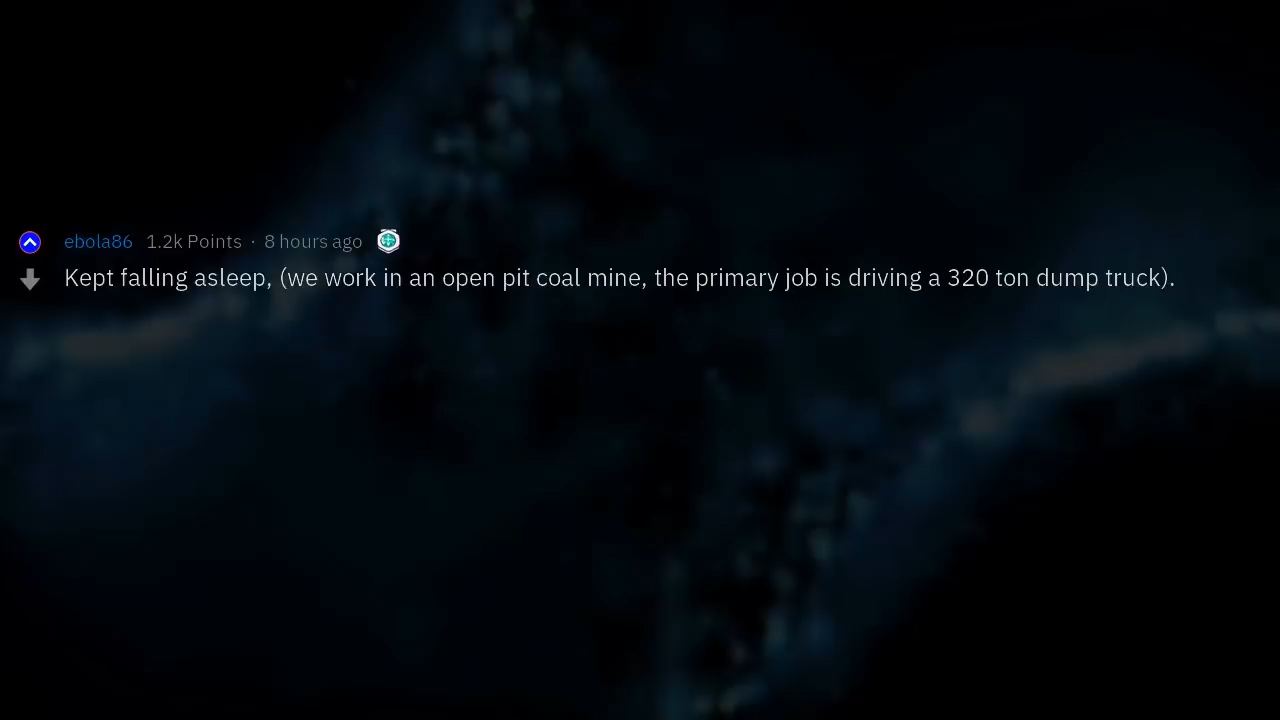 ebola86 1.2k Points · 8 hours ago
Kept falling asleep, (we work in an open pit coal mine, the primary job is driving a 320 ton dump truck).